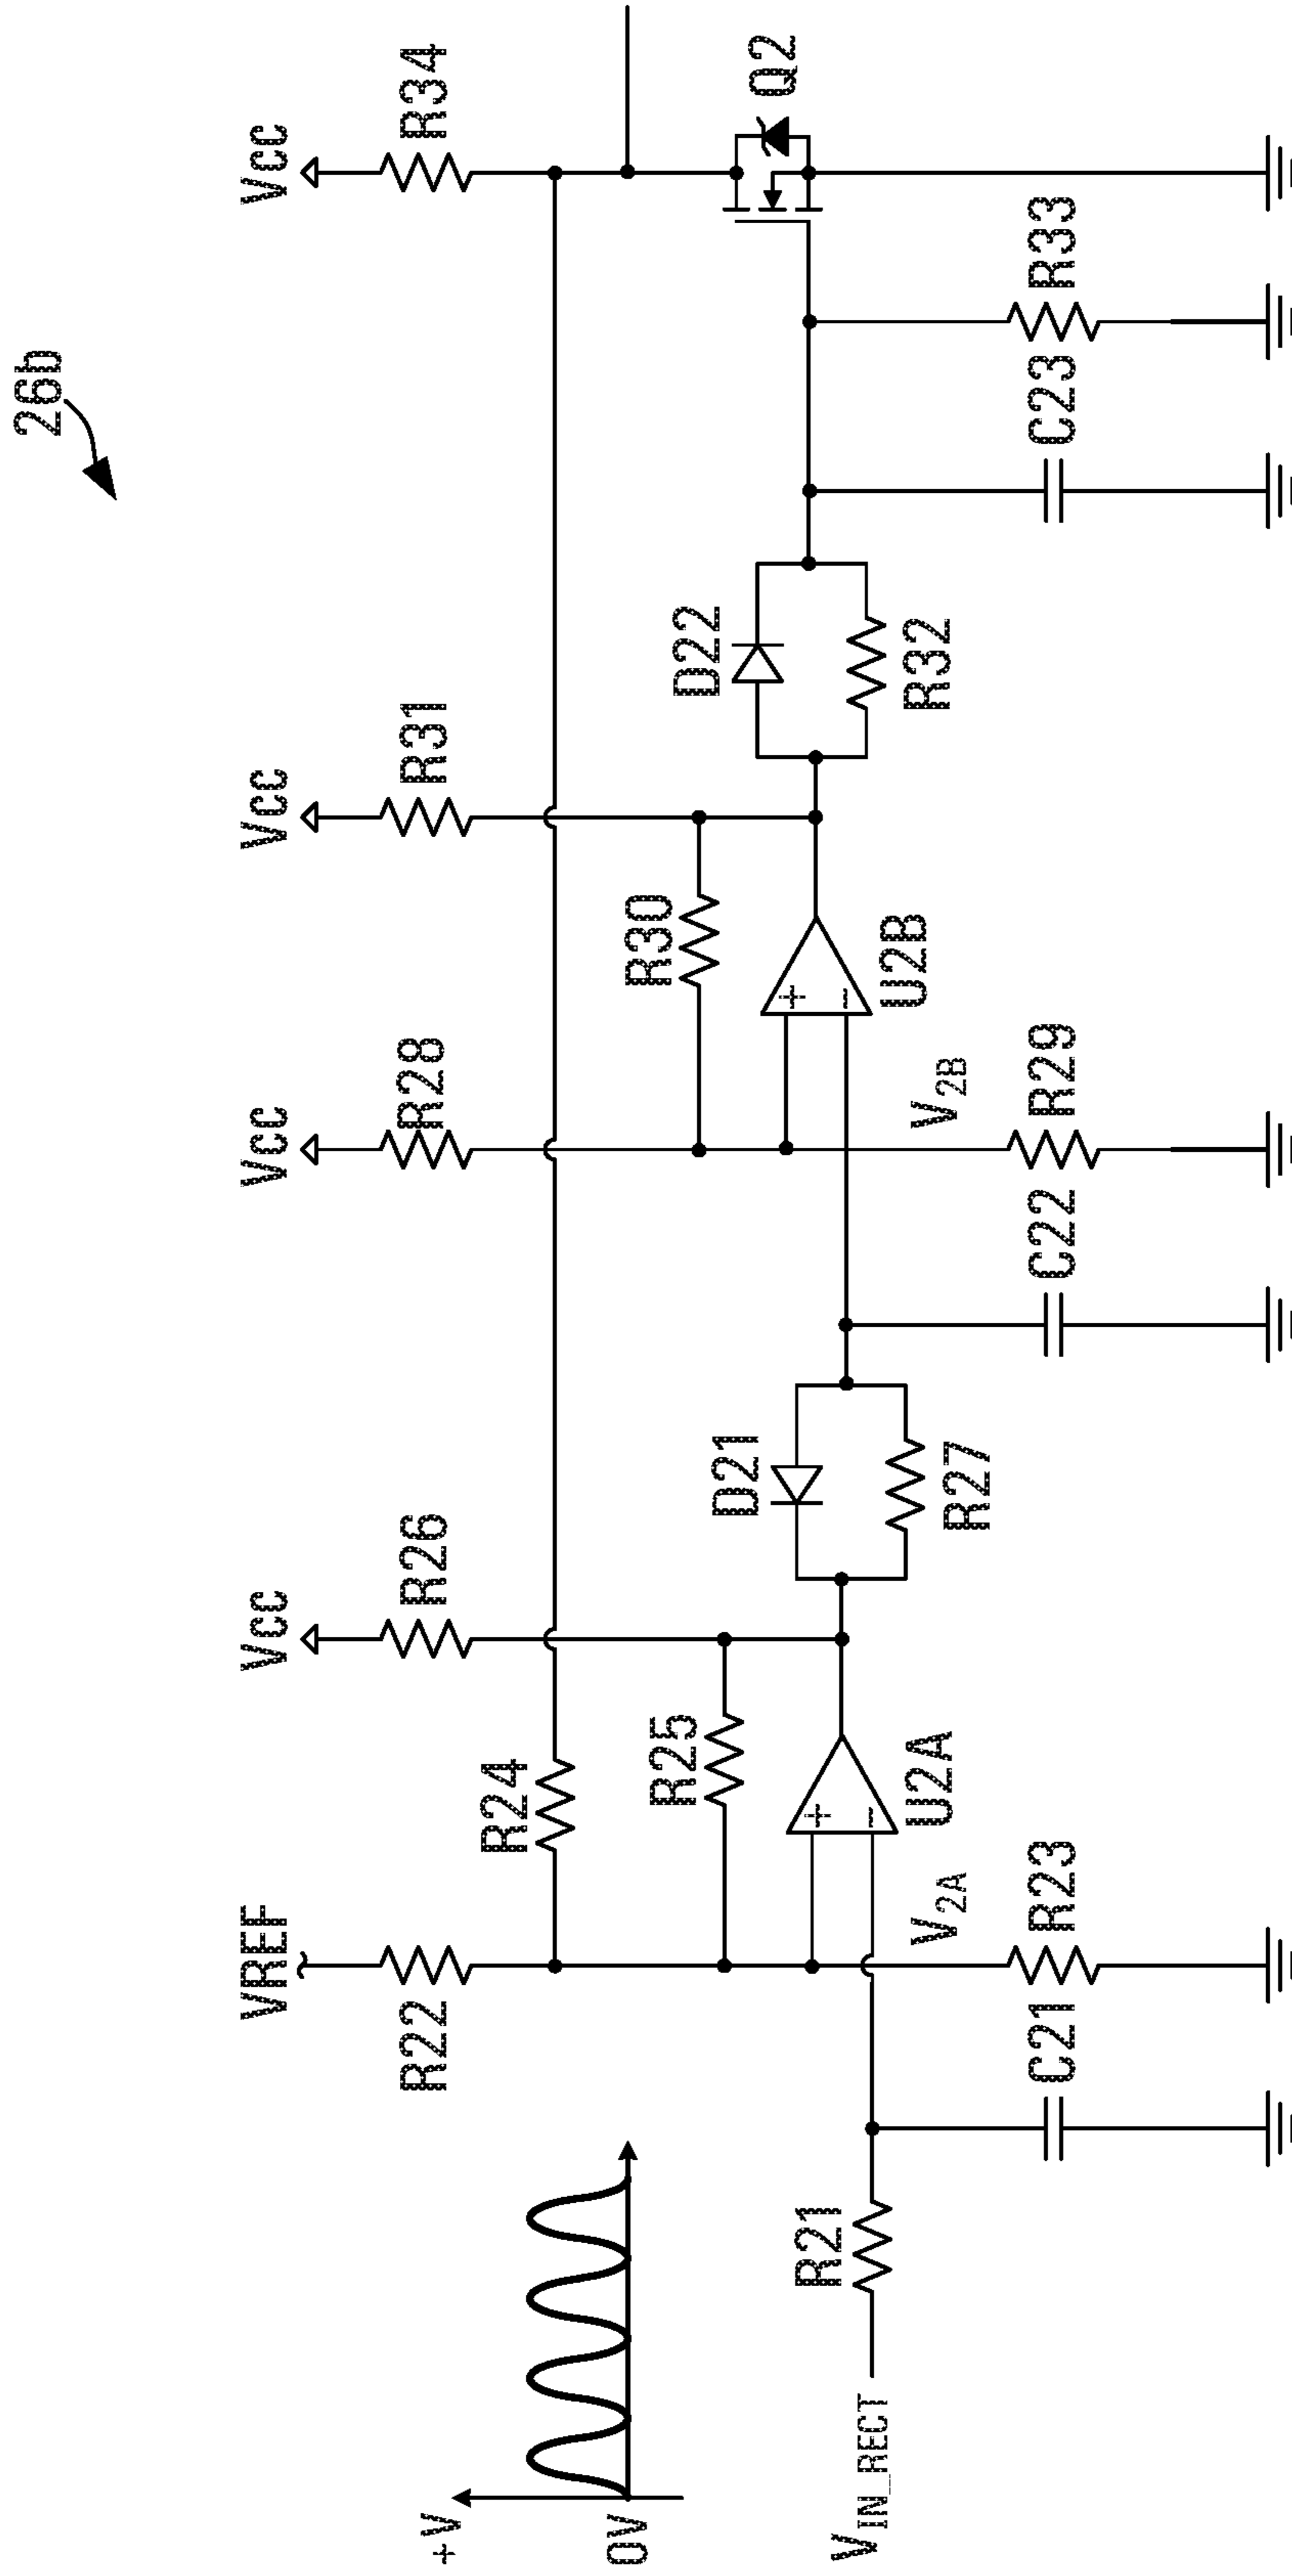 26b
VREF
Vcc
Vcc
Vcc
Vcc
R22
R26
R28
R31
R34
+V
0V
R24
R25
R30
D21
D22
Q2
R21
VIN_RECT
U2A
R27
U2B
R32
V2A
V2B
C21
R23
C22
R29
C23
R33
+
−
+
−